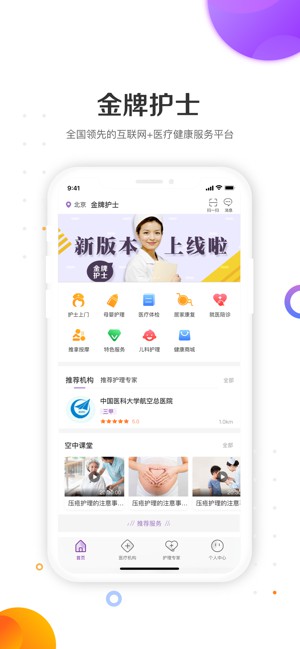 金牌护士
全国领先的互联网+医疗健康服务平台
9:41
北京 金牌护士
扫一扫 消息
新版本 上线啦
金牌护士
护士上门 母婴护理 医疗体检 居家康复 就医陪诊
推拿按摩 特色服务 儿科护理 健康商城
推荐机构 推荐护理专家 全部
中国医科大学航空总医院
三甲
5.0 1.0km
空中课堂 全部
压疮护理的注意事... 压疮护理的注意事... 压疮护理的注意
推荐服务
首页 医疗机构 护理专家 个人中心